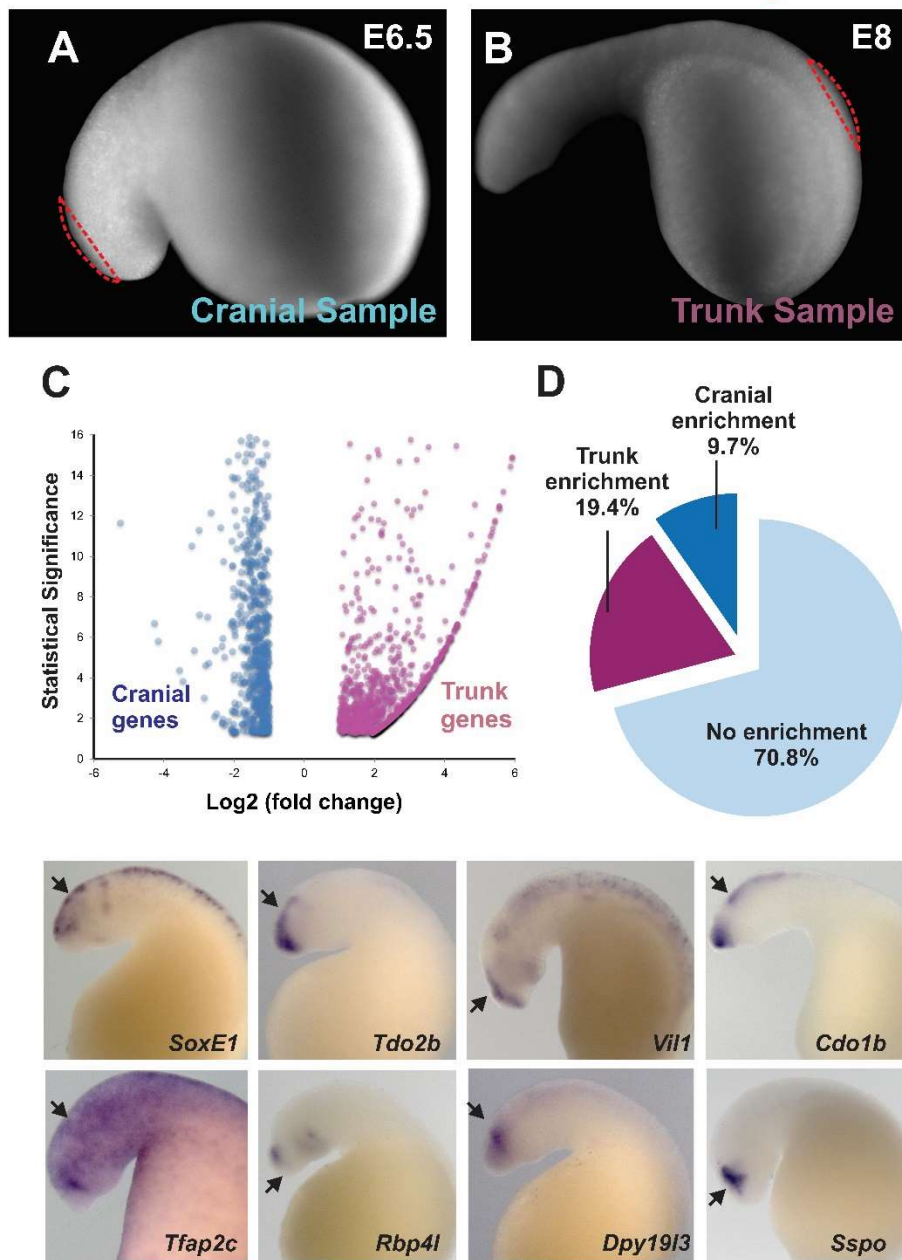 A
E6.5
Cranial Sample
B
E8
Trunk Sample
C
Statistical Significance
16
14
12
10
8
6
4
2
0
-6
-4
-2
0
2
4
6
Cranial
genes
Trunk
genes
Log2 (fold change)
D
Cranial
enrichment
9.7%
Trunk
enrichment
19.4%
No enrichment
70.8%
SoxE1
Tdo2b
Vil1
Cdo1b
Tfap2c
Rbp4l
Dpy19l3
Sspo